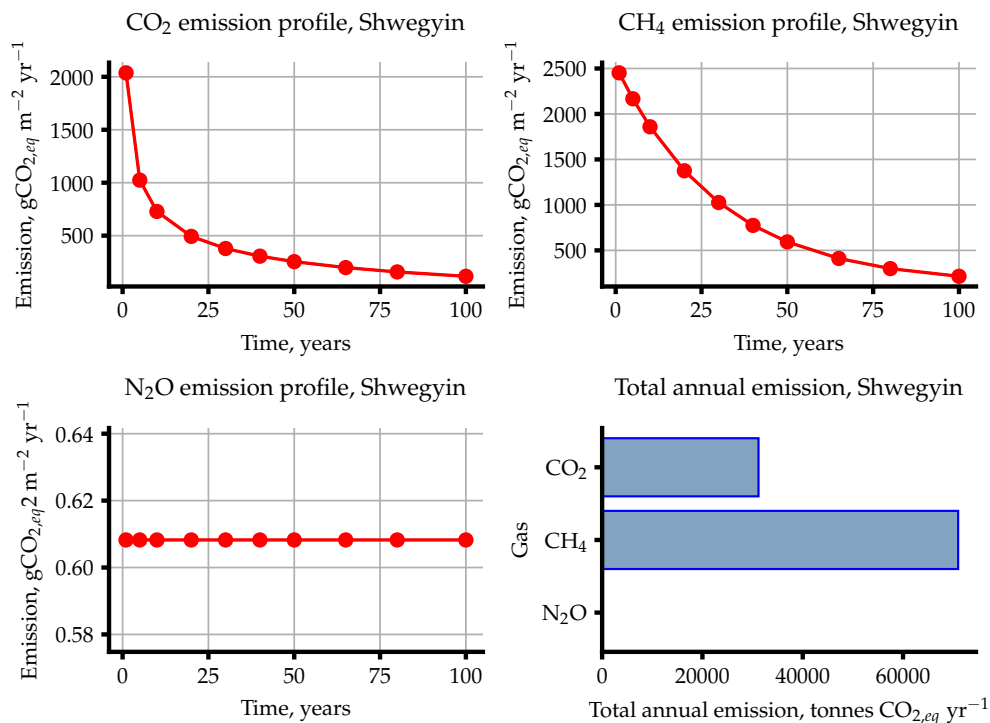 CO₂ emission profile, Shwegyin
Emission, gCO₂,ₑq m⁻² yr⁻¹
2000
1500
1000
500
0 25 50 75 100
Time, years
CH₄ emission profile, Shwegyin
Emission, gCO₂,ₑq m⁻² yr⁻¹
2500
2000
1500
1000
500
0 25 50 75 100
Time, years
N₂O emission profile, Shwegyin
Emission, gCO₂,ₑq2 m⁻² yr⁻¹
0.64
0.62
0.60
0.58
0 25 50 75 100
Time, years
Total annual emission, Shwegyin
Gas
CO₂
CH₄
N₂O
0 20000 40000 60000
Total annual emission, tonnes CO₂,ₑq yr⁻¹